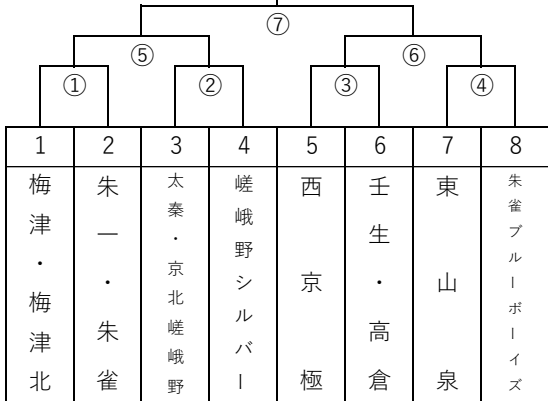 ⑦
⑤ ⑥
① ② ③ ④
1 2 3 4 5 6 7 8
梅津・梅津北
朱一・朱雀
太秦・京北嵯峨野
嵯峨野シルバー
西京極
壬生・高倉
東山泉
朱雀ブルーボーイズ